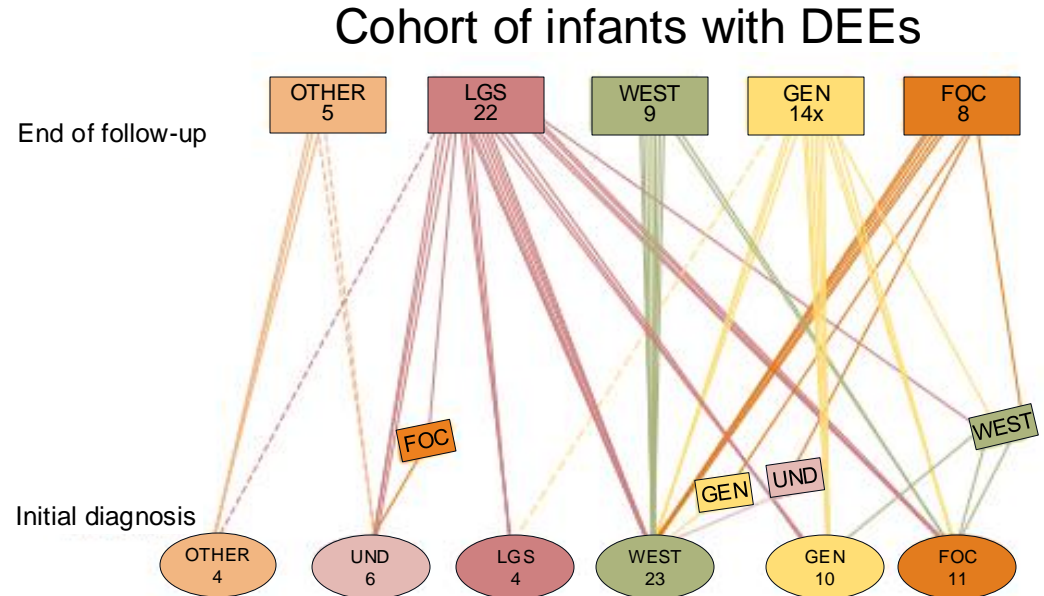 Cohort of infants with DEEs
OTHER
5
LGS
22
WEST
9
GEN
14x
FOC
8
End of follow-up
FOC
WEST
GEN
UND
Initial diagnosis
OTHER
4
UND
6
LGS
4
WEST
23
GEN
10
FOC
11